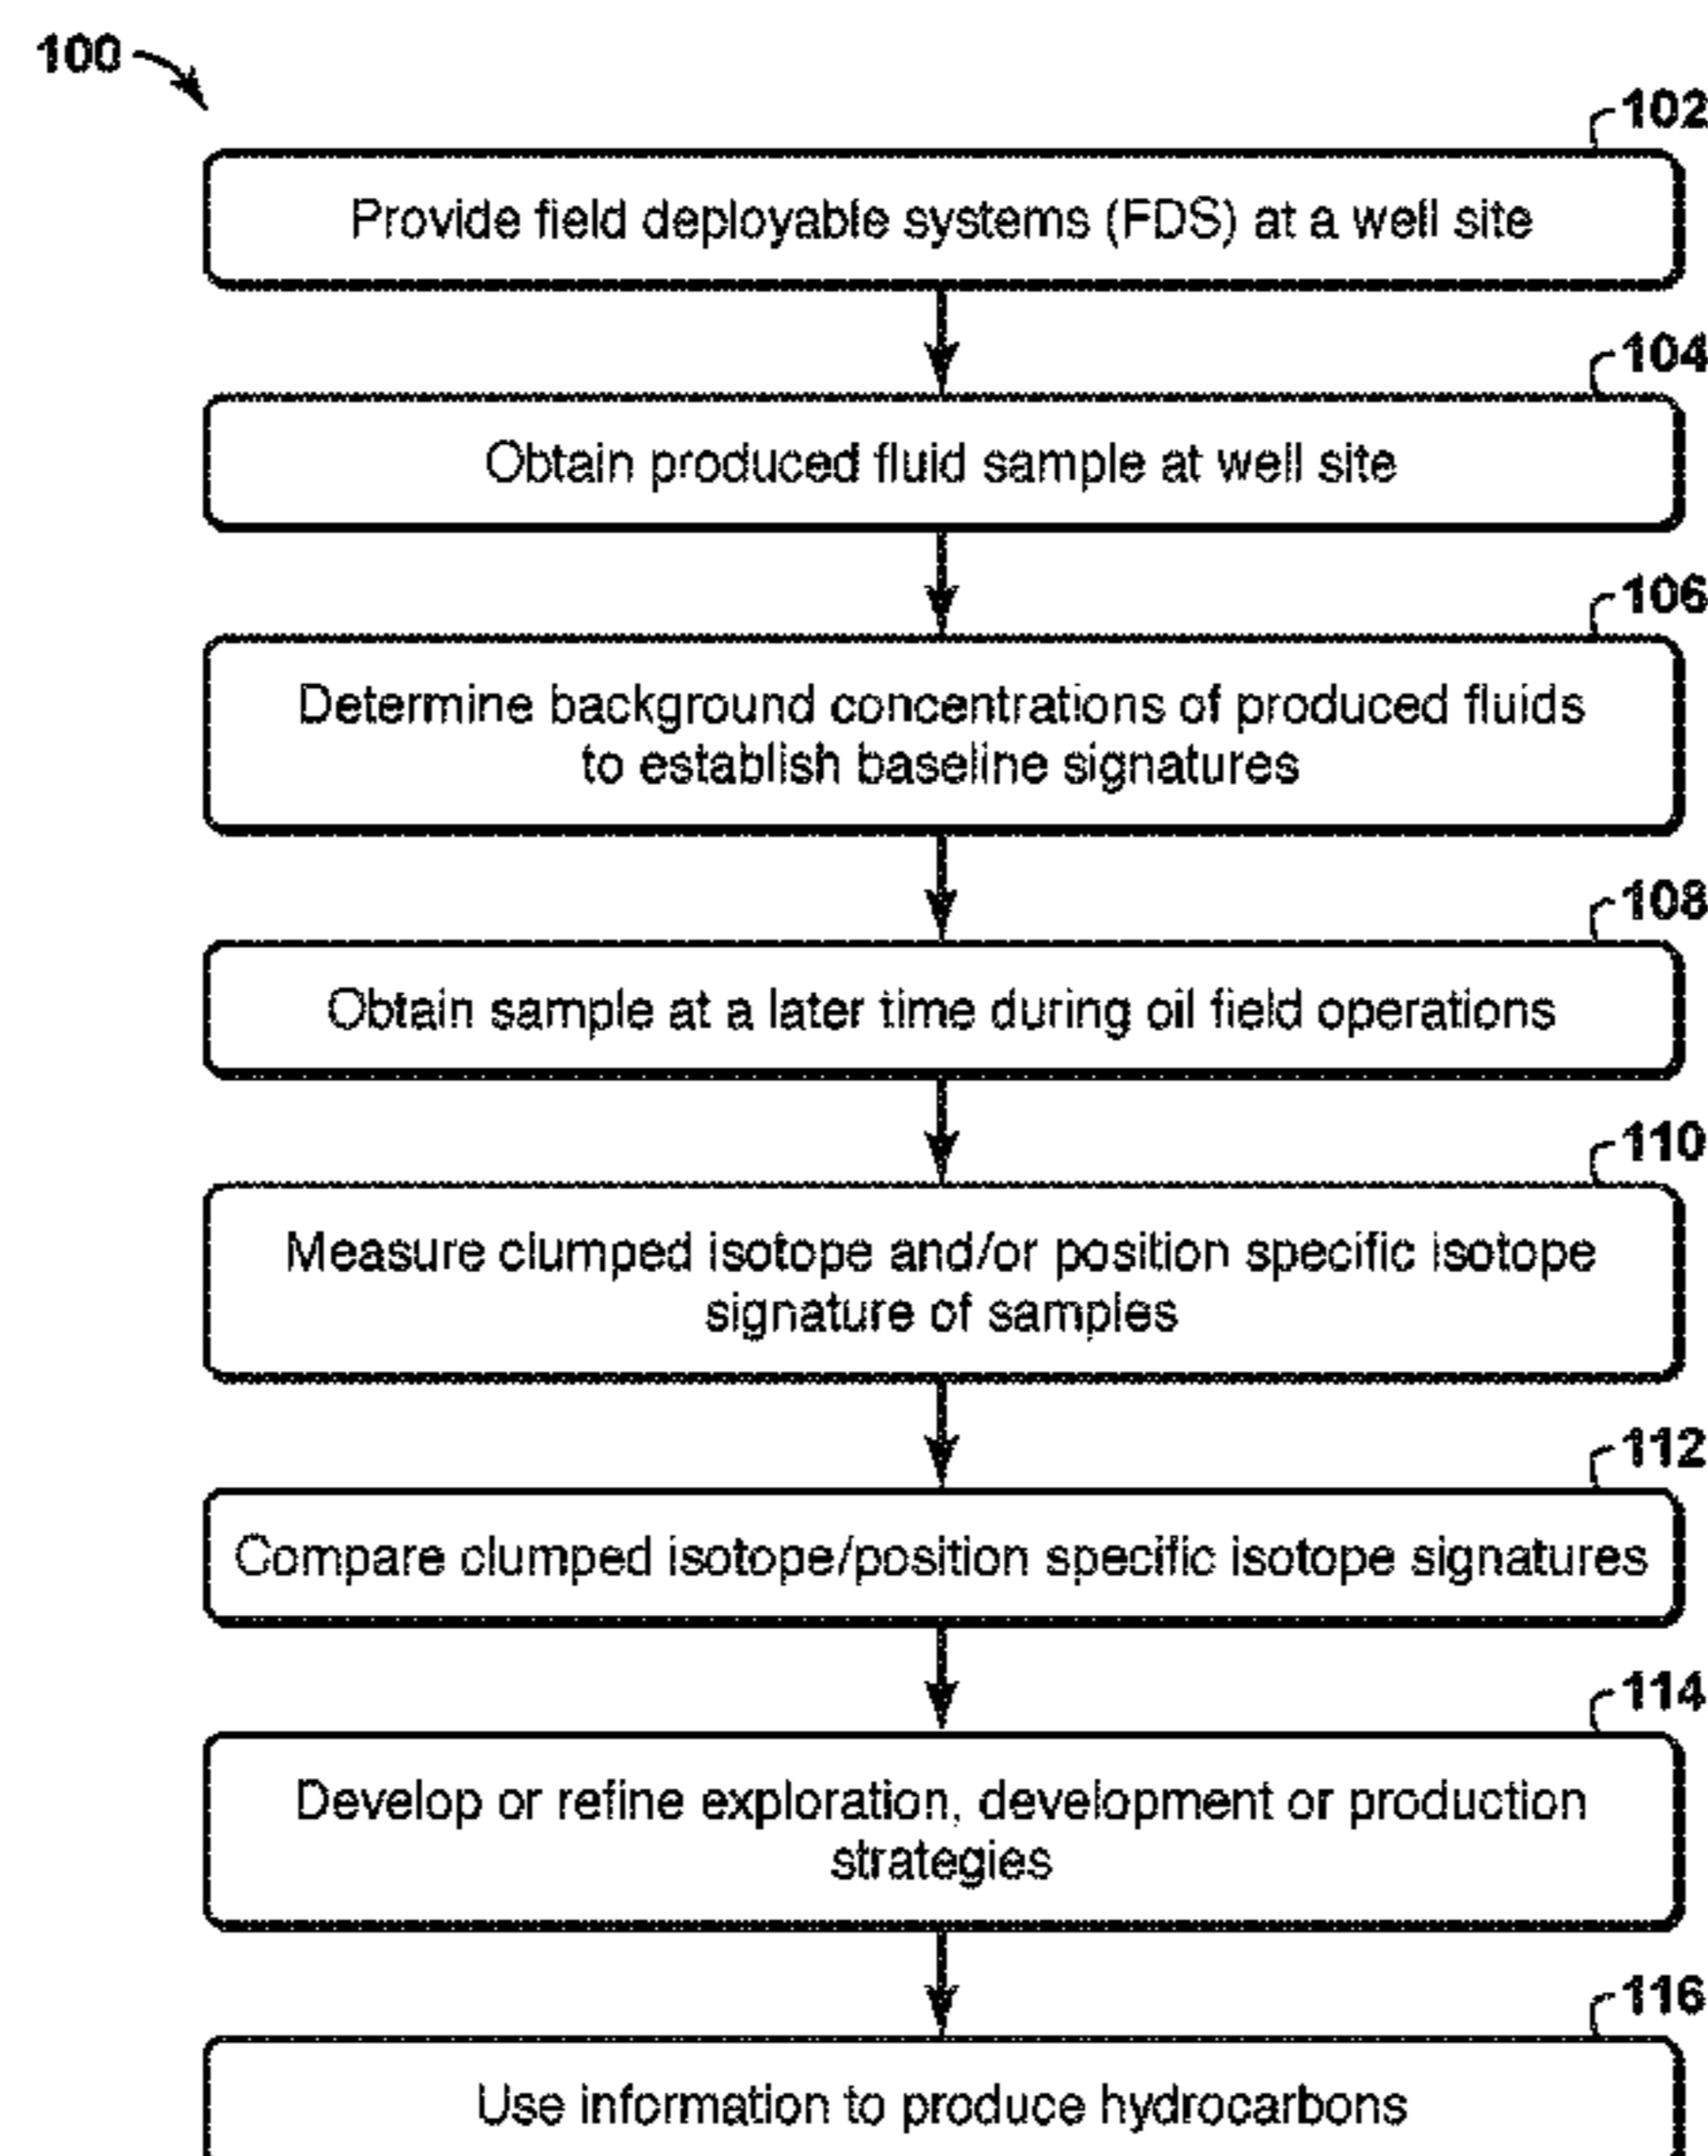 100
102
Provide field deployable systems (FDS) at a well site
104
Obtain produced fluid sample at well site
106
Determine background concentrations of produced fluids
to establish baseline signatures
108
Obtain sample at a later time during oil field operations
110
Measure clumped isotope and/or position specific isotope
signature of samples
112
Compare clumped isotope/position specific isotope signatures
114
Develop or refine exploration, development or production
strategies
116
Use information to produce hydrocarbons